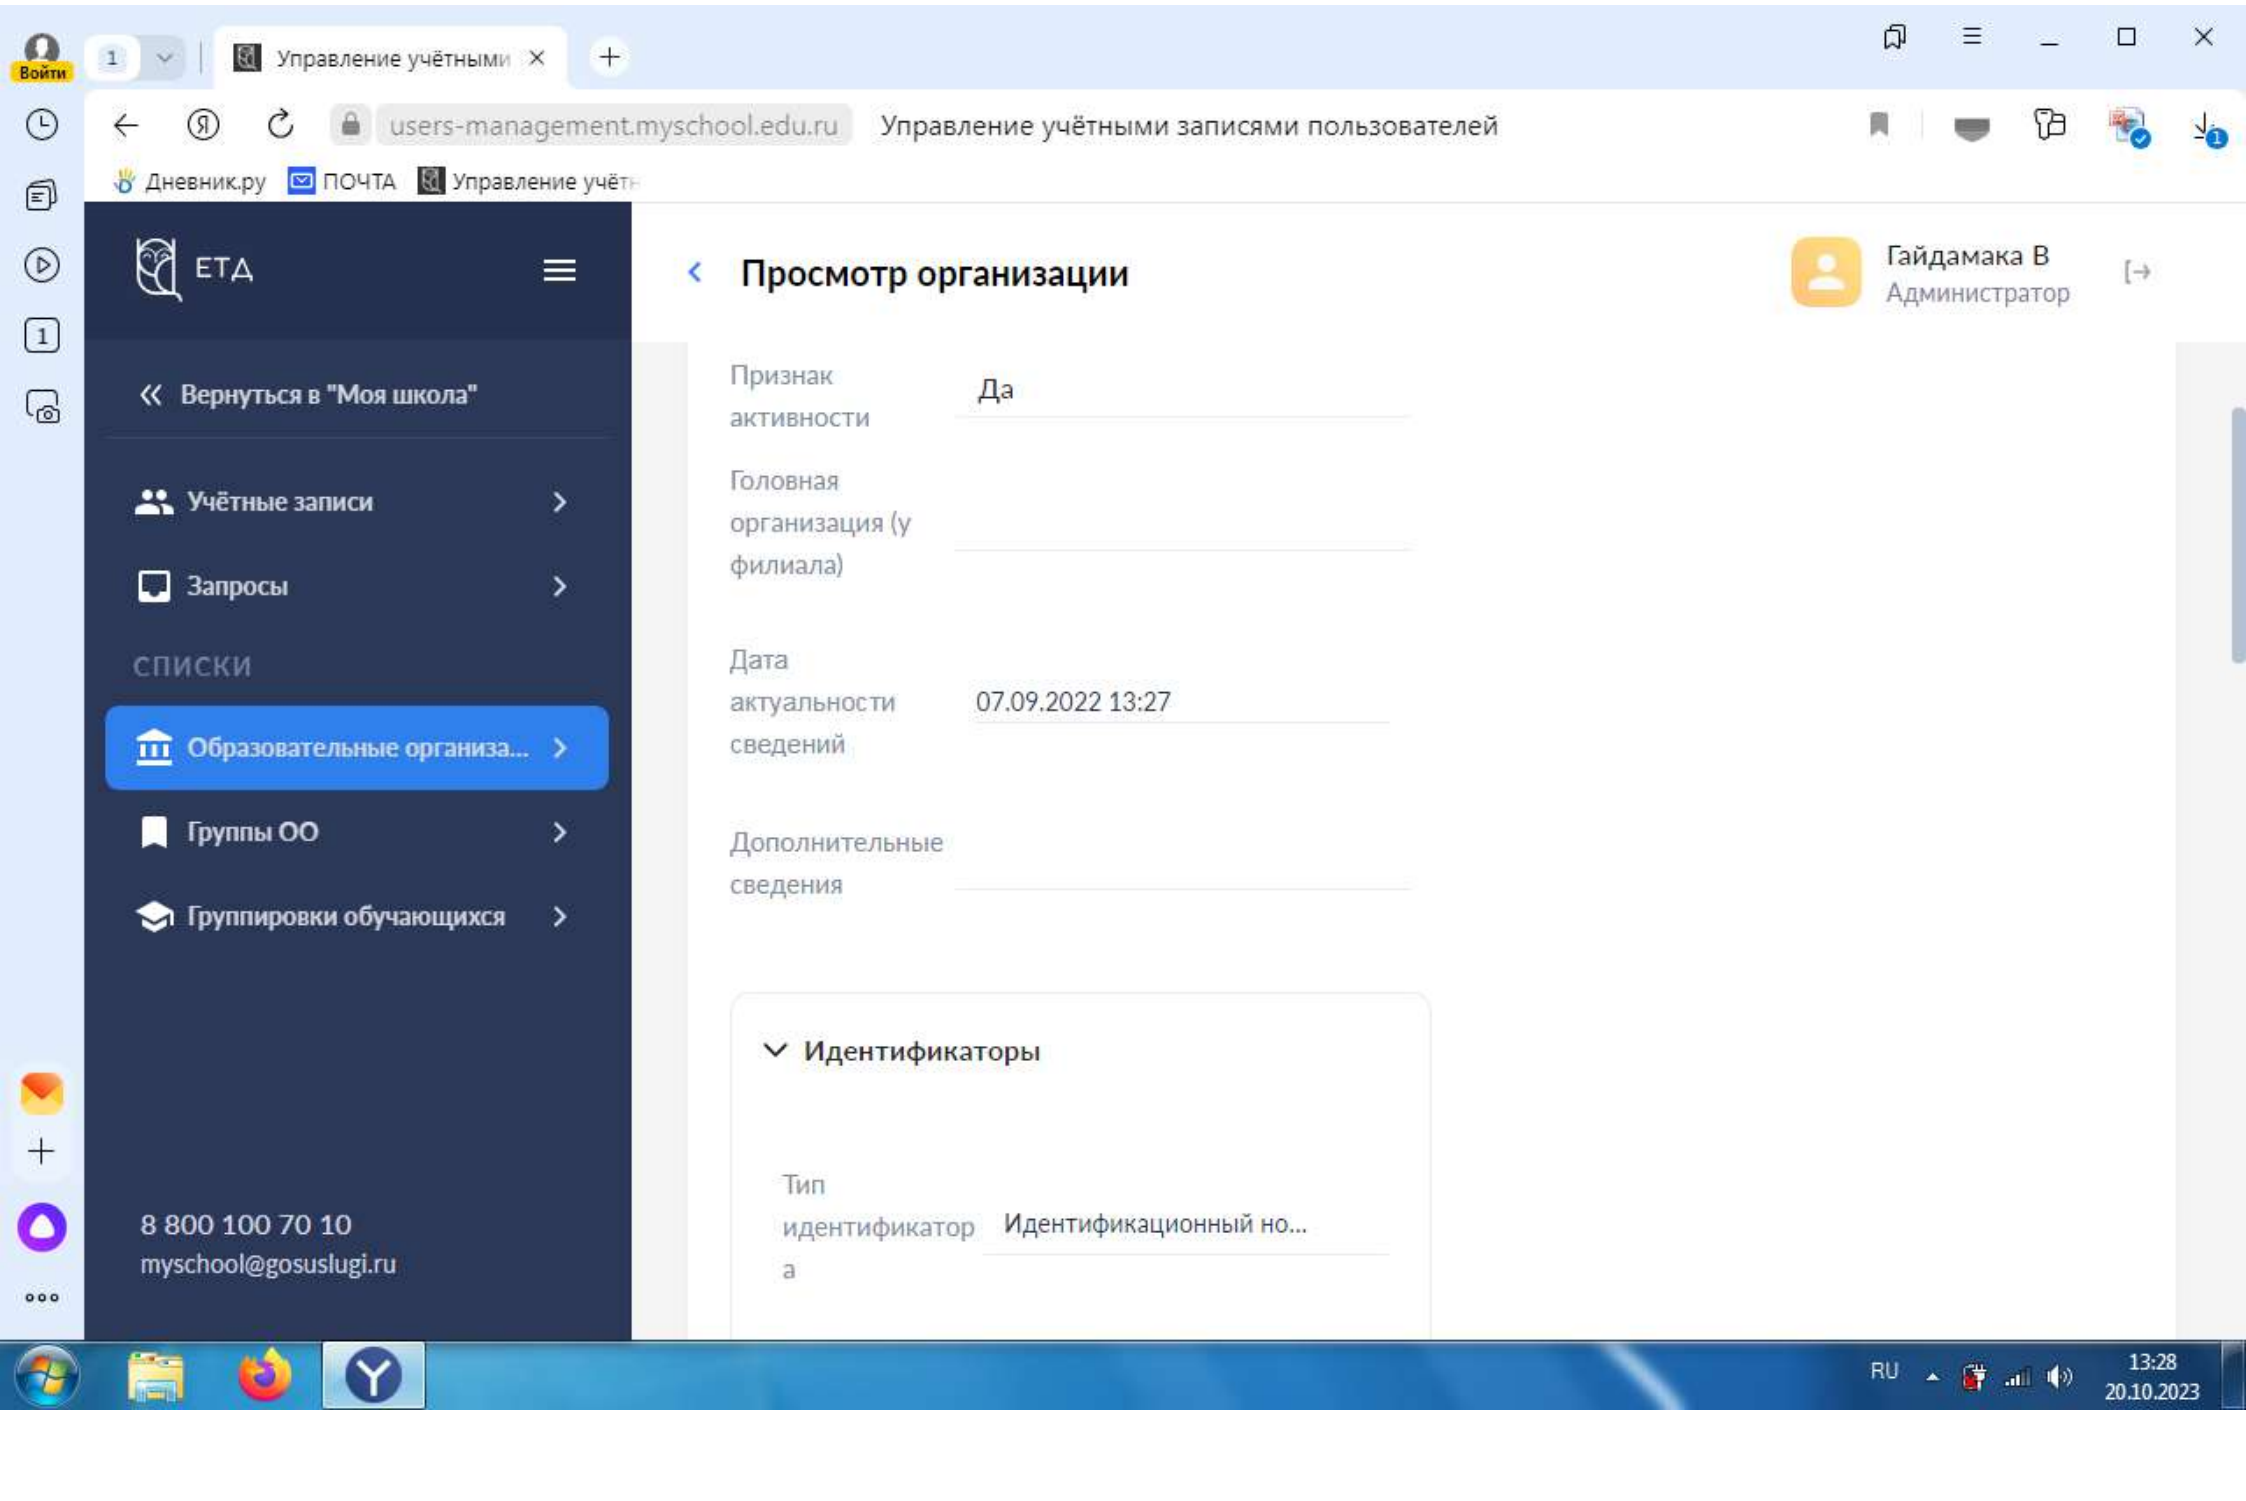 Войти
1
Управление учётными
users-management.myschool.edu.ru
Управление учётными записями пользователей
1
Дневник.ру
ПОЧТА
Управление учётн
ЕТД
Просмотр организации
Гайдамака В
Администратор
1
Вернуться в "Моя школа"
Учётные записи
Запросы
СПИСКИ
Образовательные организа...
Группы ОО
Группировки обучающихся
8 800 100 70 10
myschool@gosuslugi.ru
Признак
активности
Да
Головная
организация (у
филиала)
Дата
актуальности
сведений
07.09.2022 13:27
Дополнительные
сведения
Идентификаторы
Тип
идентификатор
а
Идентификационный но...
RU
13:28
20.10.2023